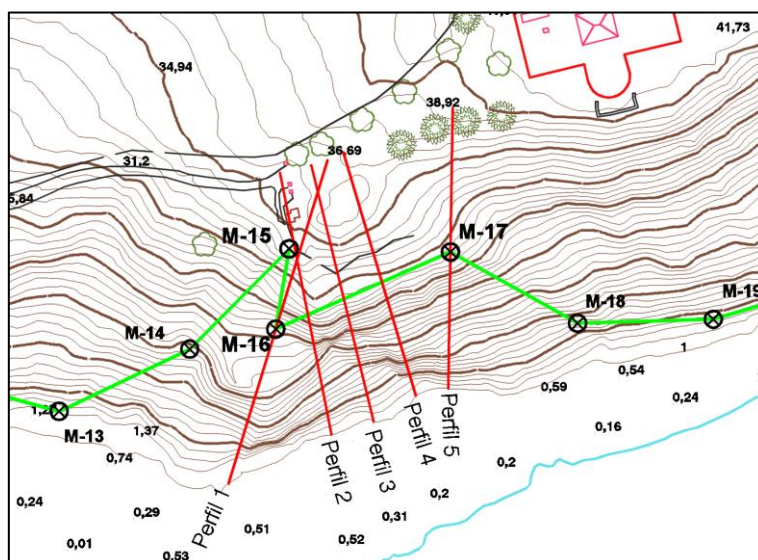 41,73
34,94
38,92
36,69
31,2
5,84
M-15
M-17
M-14
M-16
M-18
M-19
1
M-13
1,37
0,74
0,59
0,54
0,24
0,16
0,2
0,24
0,29
0,51
0,2
0,31
0,01
0,53
0,52
Perfil 1
Perfil 2
Perfil 3
Perfil 4
Perfil 5